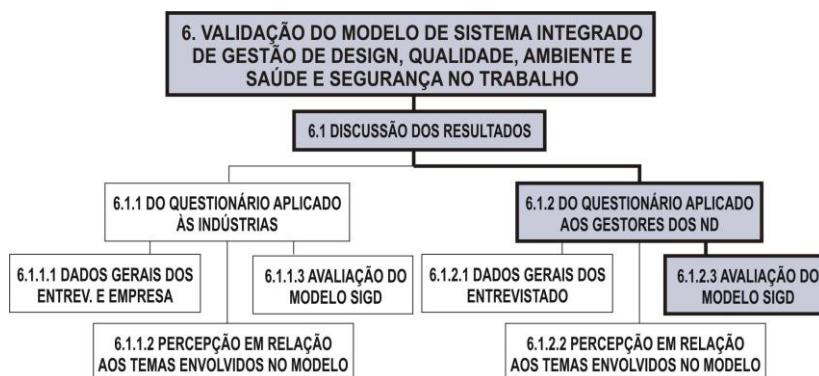 6. VALIDAÇÃO DO MODELO DE SISTEMA INTEGRADO
DE GESTÃO DE DESIGN, QUALIDADE, AMBIENTE E
SAÚDE E SEGURANÇA NO TRABALHO
6.1 DISCUSSÃO DOS RESULTADOS
6.1.1 DO QUESTIONÁRIO APLICADO
ÀS INDÚSTRIAS
6.1.2 DO QUESTIONÁRIO APLICADO
AOS GESTORES DOS ND
6.1.1.1 DADOS GERAIS DOS
ENTREV. E EMPRESA
6.1.1.3 AVALIAÇÃO DO
MODELO SIGD
6.1.2.1 DADOS GERAIS DOS
ENTREVISTADO
6.1.2.3 AVALIAÇÃO DO
MODELO SIGD
6.1.1.2 PERCEPÇÃO EM RELAÇÃO
AOS TEMAS ENVOLVIDOS NO MODELO
6.1.2.2 PERCEPÇÃO EM RELAÇÃO
AOS TEMAS ENVOLVIDOS NO MODELO